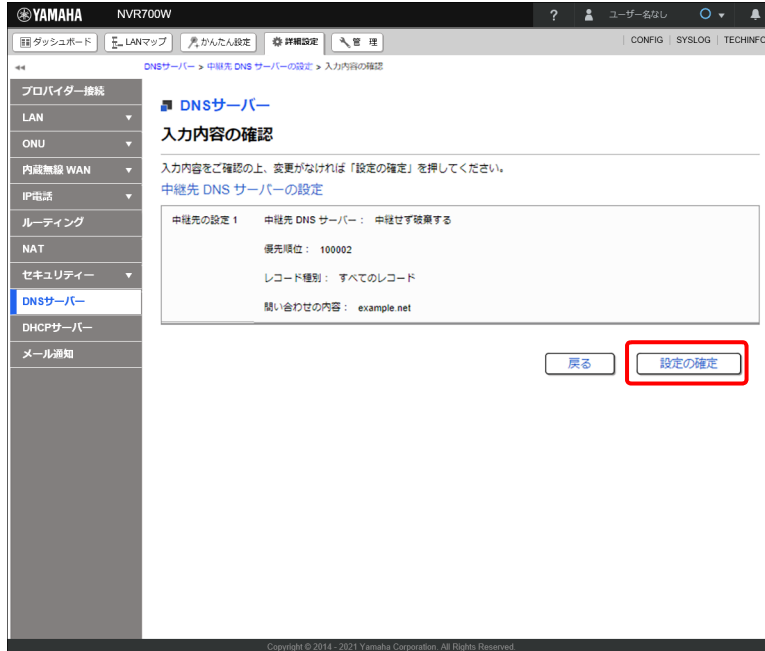 YAMAHA NVR700W ? ユーザー名なし
ダッシュボード LANマップ かんたん設定 詳細設定 管 理 CONFIG SYSLOG TECHINFO
DNSサーバー > 中継先 DNS サーバーの設定 > 入力内容の確認
プロバイダー接続
LAN
ONU
内蔵無線 WAN
IP電話
ルーティング
NAT
セキュリティー
DNSサーバー
DHCPサーバー
メール通知
DNSサーバー
入力内容の確認
入力内容をご確認の上、変更がなければ「設定の確定」を押してください。
中継先 DNS サーバーの設定
中継先の設定 1 中継先 DNS サーバー : 中継せず破棄する
優先順位 : 100002
レコード種別 : すべてのレコード
問い合わせの内容 : example.net
戻る 設定の確定
Copyright © 2014 - 2021 Yamaha Corporation. All Rights Reserved.